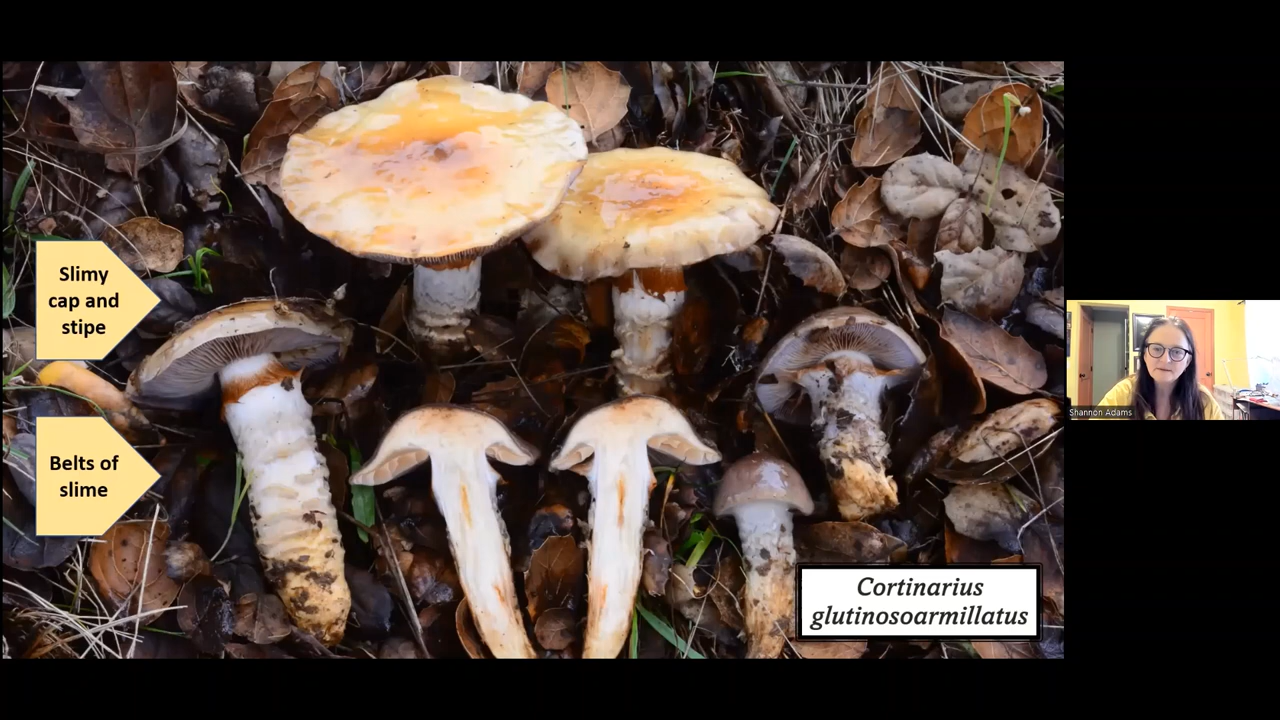 Slimy
cap and
stipe
Belts of
slime
Cortinarius
glutinosoarmillatus
Shannon Adams